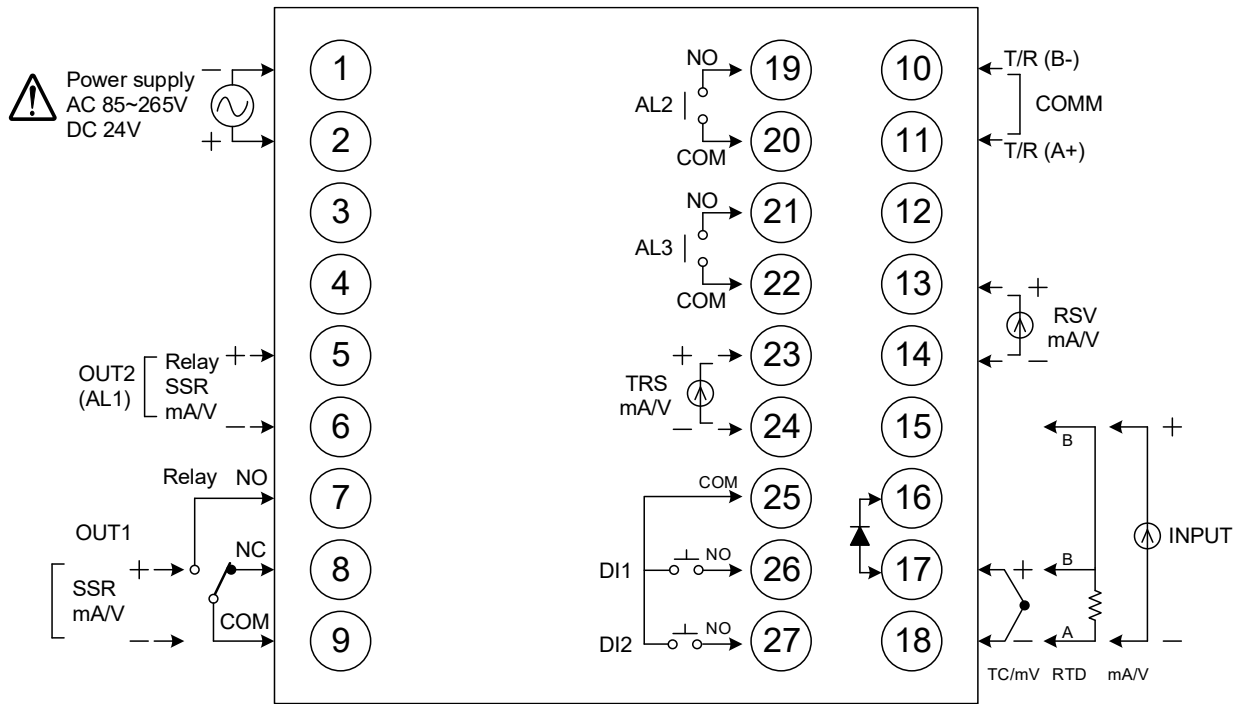 Power supply
AC 85~265V
DC 24V
−
+
1
2
3
4
5
6
7
8
9
OUT2
(AL1)
Relay
SSR
mA/V
+
−
Relay
NO
OUT1
NC
COM
SSR
mA/V
+
−
NO
AL2
COM
19
20
NO
AL3
COM
21
22
+
TRS
mA/V
−
23
24
COM
25
DI1
NO
26
DI2
NO
27
10
11
12
13
14
15
16
17
18
T/R (B-)
COMM
T/R (A+)
+
RSV
mA/V
−
B
+
INPUT
+
B
−
A
−
TC/mV RTD mA/V